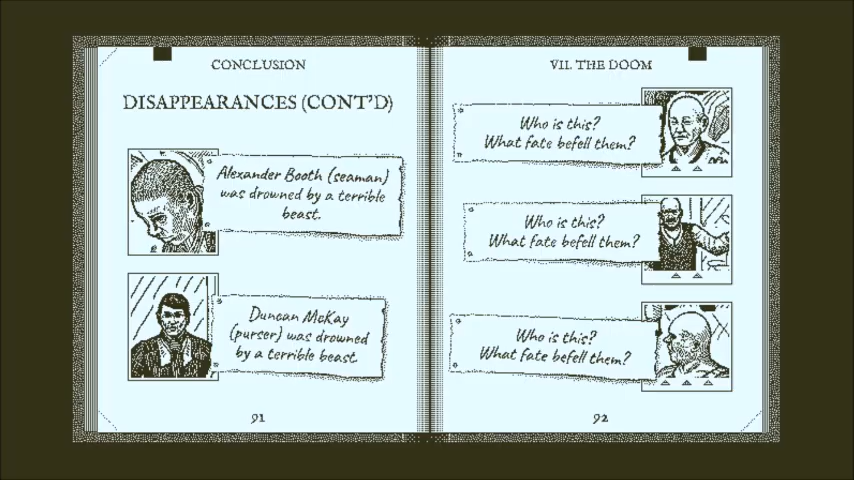 CONCLUSION
DISAPPEARANCES (CONT'D)
Alexander Booth (seaman)
was drowned by a terrible
beast.
Duncan McKay
(purser) was drowned
by a terrible beast.
91
VII. THE DOOM
Who is this?
What fate befell them?
Who is this?
What fate befell them?
Who is this?
What fate befell them?
92